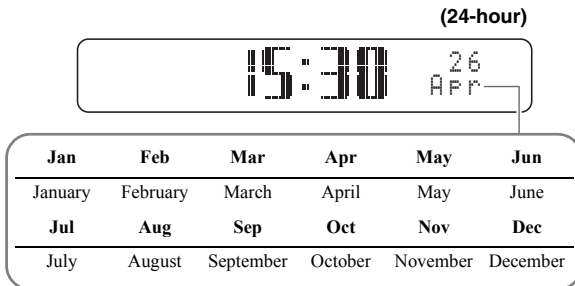 (24-hour)
15:30 26
Apr
Jan Feb Mar Apr May Jun
January February March April May June
Jul Aug Sep Oct Nov Dec
July August September October November December